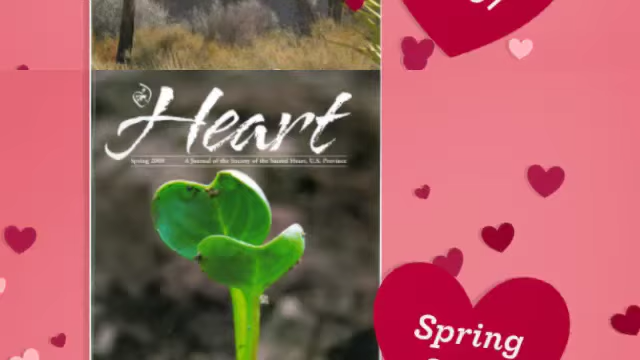 Heart
Spring 2009 A Journal of the Society of the Sacred Heart, U.S. Province
Spring